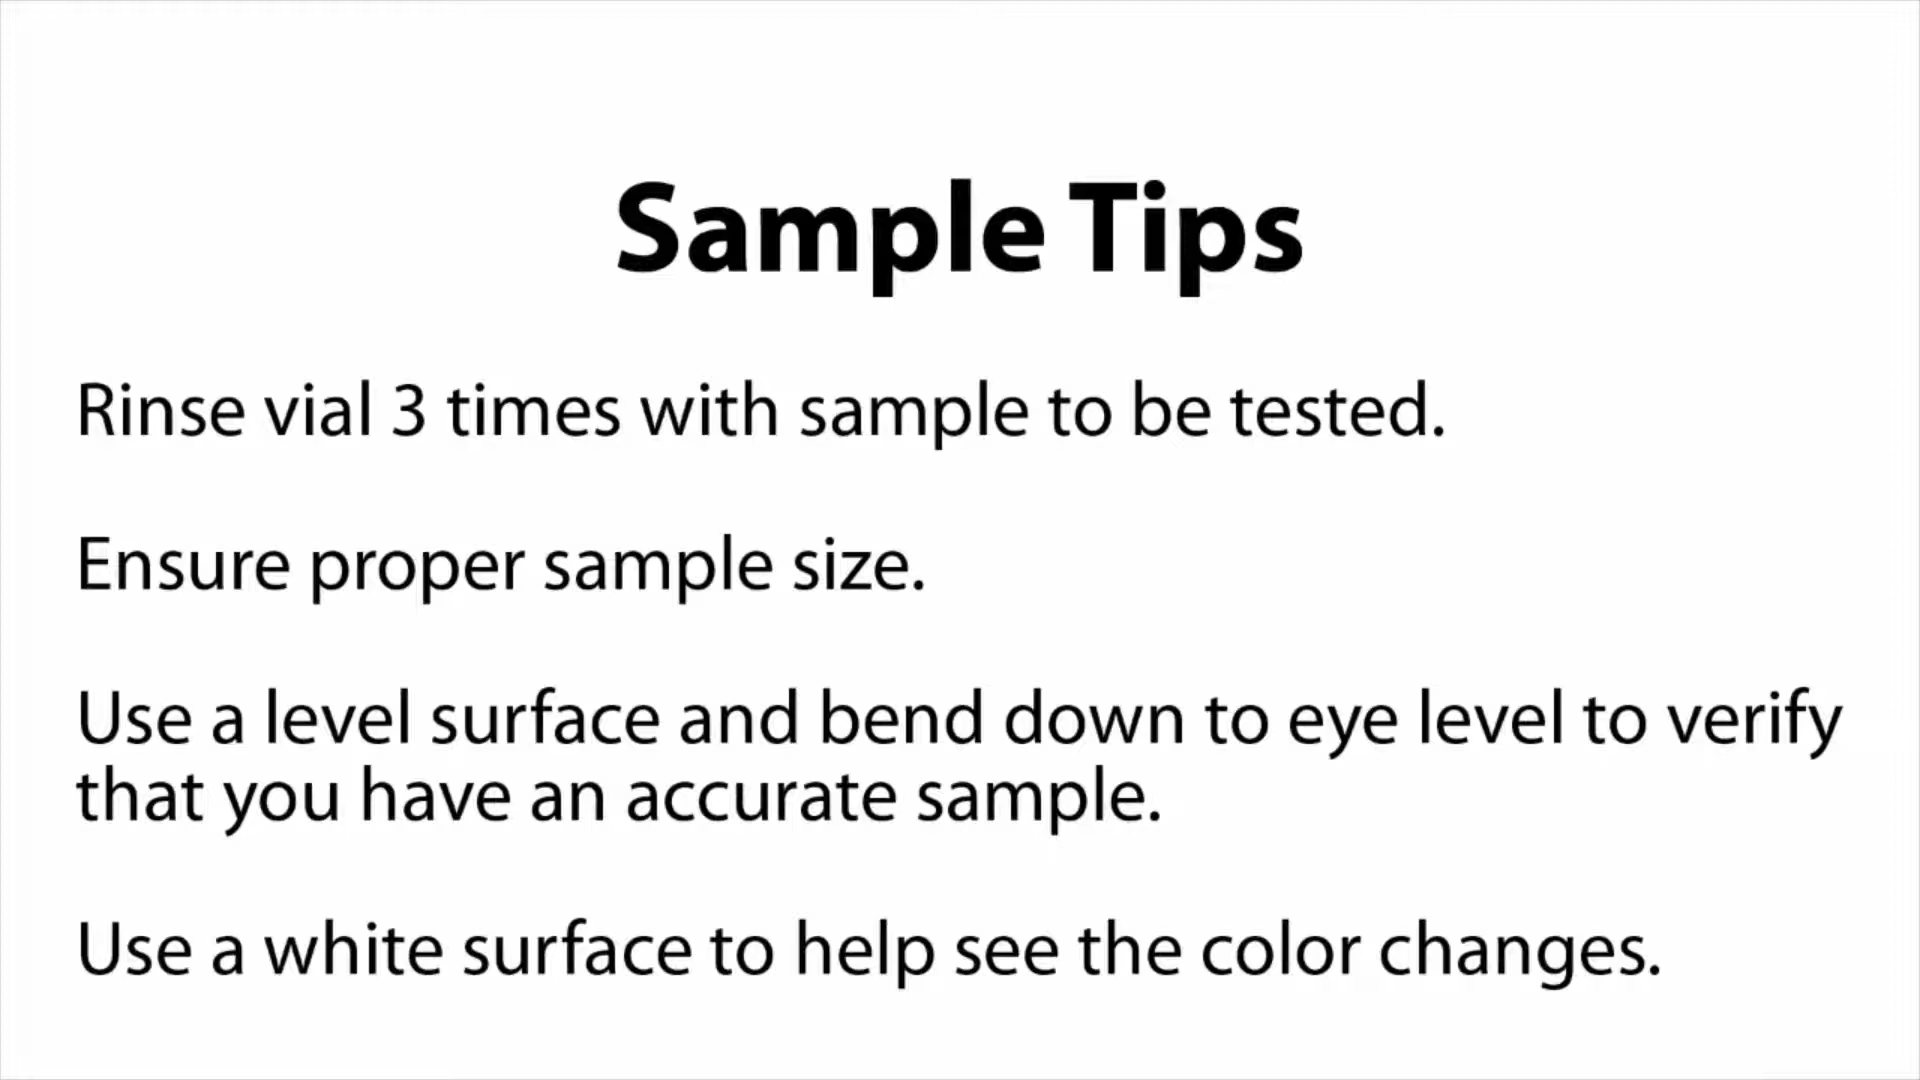 Sample Tips
Rinse vial 3 times with sample to be tested.
Ensure proper sample size.
Use a level surface and bend down to eye level to verify
that you have an accurate sample.
Use a white surface to help see the color changes.